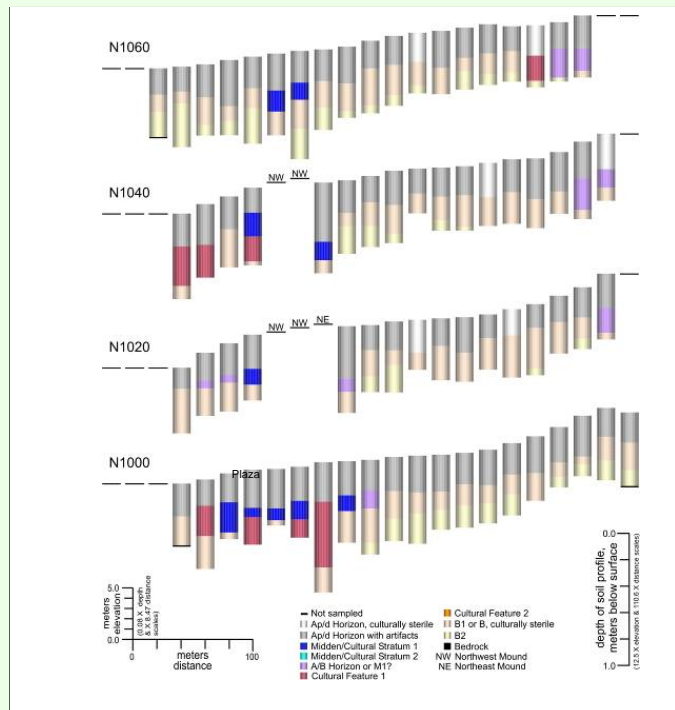 N1060
N1040
NW
NW
N1020
NW
NW
NE
N1000
Plaza
5.0
0.0
meters
elevation
(0.08 X depth
& X 8.47 distance
scales)
0
meters
distance
100
0.0
1.0
depth of soil profile,
meters below surface
(12.5 X elevation & 110.6 X distance scales)
Not sampled
Ap/d Horizon, culturally sterile
Ap/d Horizon with artifacts
Midden/Cultural Stratum 1
Midden/Cultural Stratum 2
A/B Horizon or M1?
Cultural Feature 1
Cultural Feature 2
B1 or B, culturally sterile
B2
Bedrock
NW Northwest Mound
NE Northeast Mound